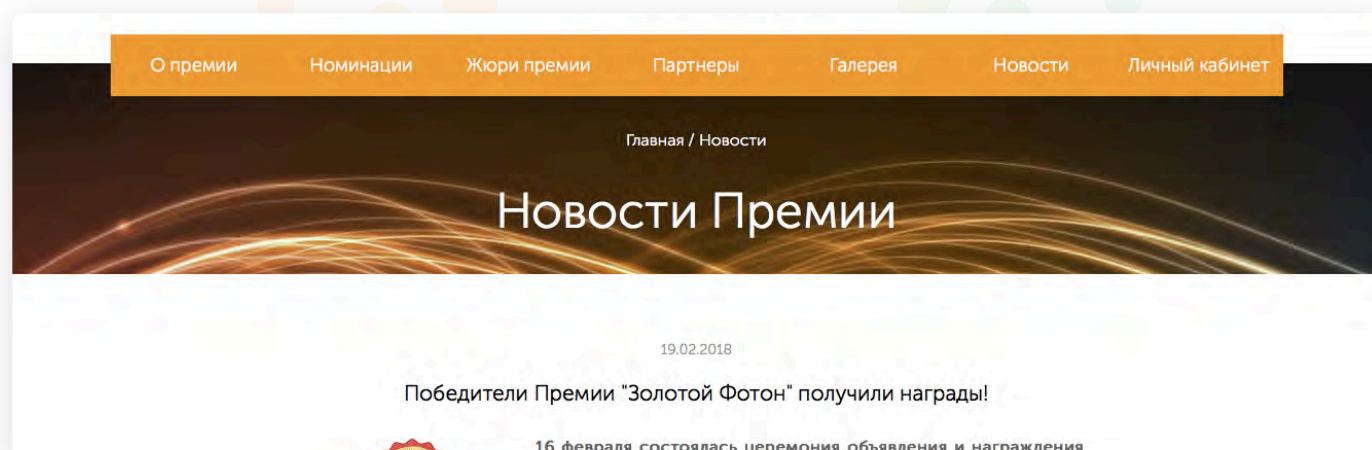 О премии Номинации Жюри премии Партнеры Галерея Новости Личный кабинет
Главная / Новости
Новости Премии
19.02.2018
Победители Премии "Золотой Фотон" получили награды!
16 февраля состоялась церемония объявления и награждения